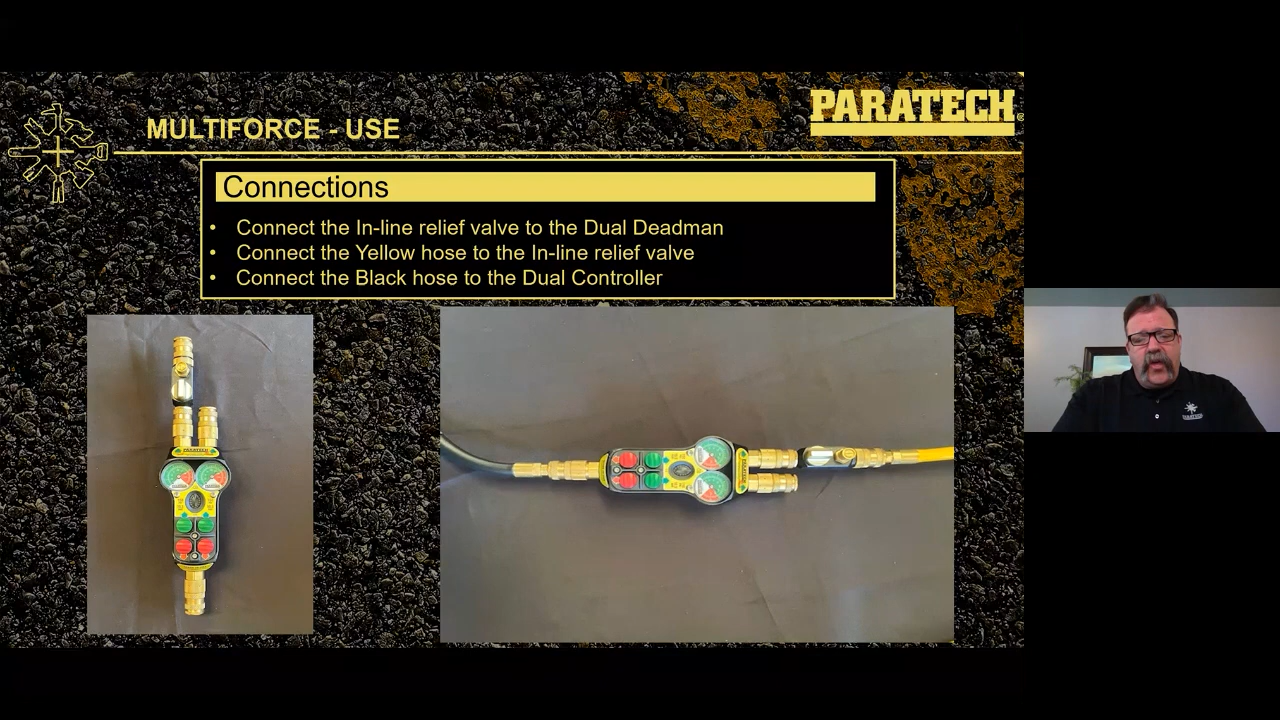 MULTIFORCE - USE
PARATECH
Connections
• Connect the In-line relief valve to the Dual Deadman
• Connect the Yellow hose to the In-line relief valve
• Connect the Black hose to the Dual Controller